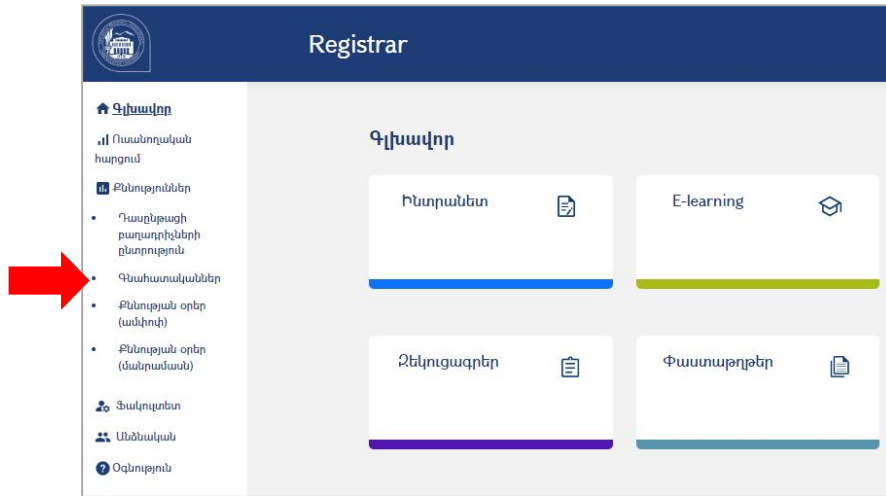 Registrar
Գլխավոր
Ուսանողական
հարցում
Քննություններ
Դասընթացի
բաղադրիչների
ընտրություն
Գնահատականներ
Քննության օրեր
(ամփոփ)
Քննության օրեր
(մանրամասն)
Ֆակուլտետ
Անձնական
Օգնություն
Գլխավոր
Ինտրանետ
E-learning
Զեկուցագրեր
Փաստաթղթեր